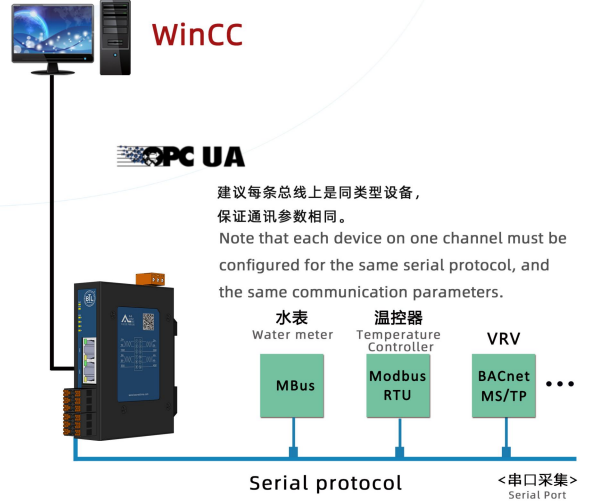 WinCC
OPC UA
建议每条总线上是同类型设备，
保证通讯参数相同。
Note that each device on one channel must be
configured for the same serial protocol, and
the same communication parameters.
水表
Water meter
温控器
Temperature
Controller
VRV
MBus
Modbus
RTU
BACnet
MS/TP
BIL
Serial protocol
<串口采集>
Serial Port